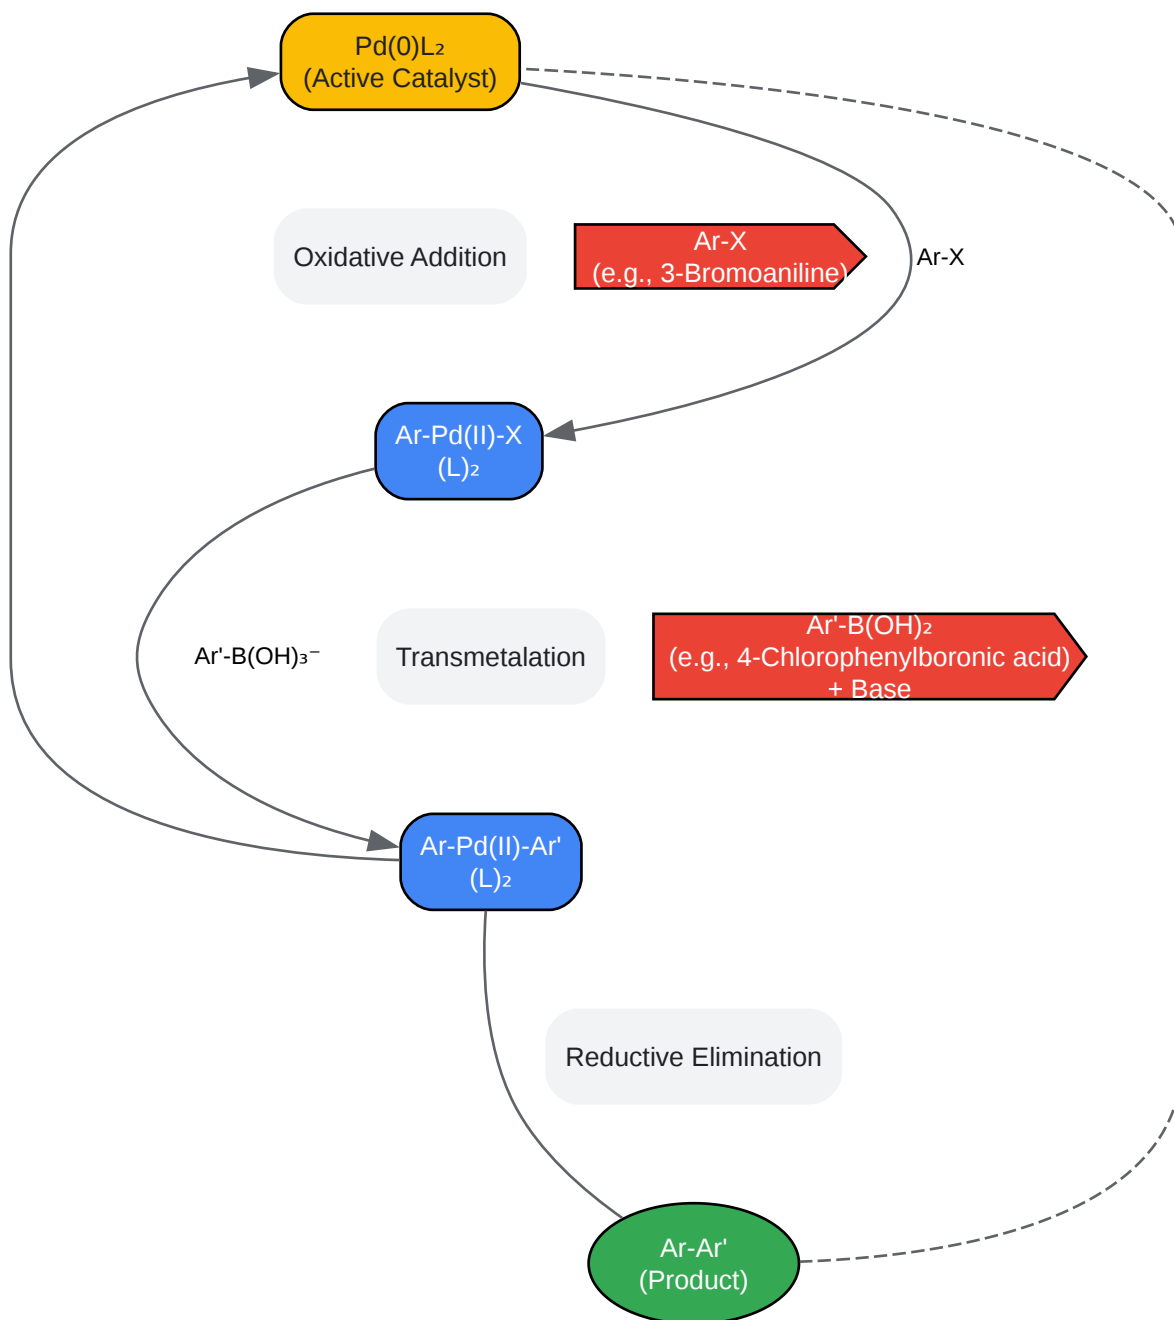 Pd(0)L₂
(Active Catalyst)
Oxidative Addition
Ar-X
(e.g., 3-Bromoaniline)
Ar-X
Ar-Pd(II)-X
(L)₂
Ar'-B(OH)₃⁻
Transmetalation
Ar'-B(OH)₂
(e.g., 4-Chlorophenylboronic acid)
+ Base
Ar-Pd(II)-Ar'
(L)₂
Reductive Elimination
Ar-Ar'
(Product)